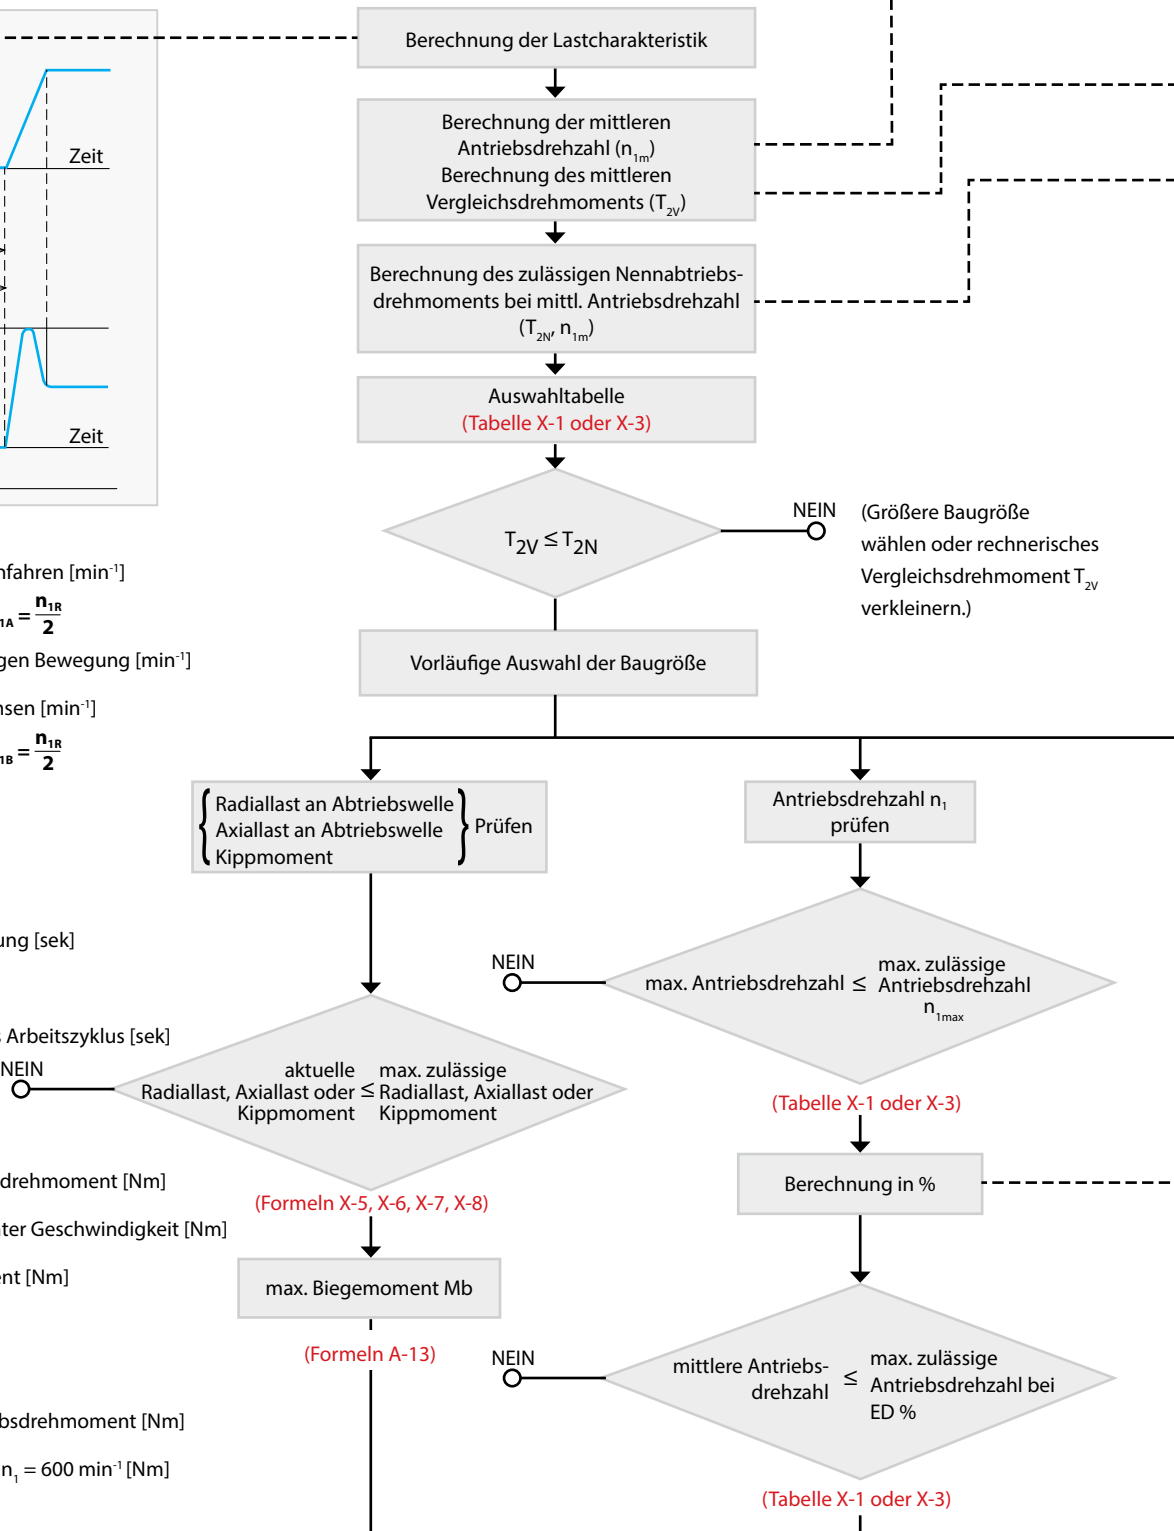 Berechnung der Lastcharakteristik
Berechnung der mittleren
Antriebsdrehzahl (n1m)
Berechnung des mittleren
Vergleichsdrehmoments (T2V)
Zeit
Berechnung des zulässigen Nennabtriebs-
drehmoments bei mittl. Antriebsdrehzahl
(T2N, n1m)
Auswahltabelle
(Tabelle X-1 oder X-3)
Zeit
T2V ≤ T2N
NEIN
(Größere Baugröße
wählen oder rechnerisches
Vergleichsdrehmoment T2V
verkleinern.)
nfahren [min-1]
1A = n1R
2
gen Bewegung [min-1]
Vorläufige Auswahl der Baugröße
nsen [min-1]
1B = n1R
2
Radiallast an Abtriebswelle
Axiallast an Abtriebswelle
Kippmoment
Prüfen
Antriebsdrehzahl n1
prüfen
ung [sek]
NEIN
max. Antriebsdrehzahl ≤
max. zulässige
Antriebsdrehzahl
n1max
s Arbeitszyklus [sek]
NEIN
aktuelle
Radiallast, Axiallast oder
Kippmoment
≤
max. zulässige
Radiallast, Axiallast oder
Kippmoment
(Tabelle X-1 oder X-3)
drehmoment [Nm]
(Formeln X-5, X-6, X-7, X-8)
Berechnung in %
nter Geschwindigkeit [Nm]
ent [Nm]
max. Biegemoment Mb
(Formeln A-13)
NEIN
mittlere Antriebs-
drehzahl
≤
max. zulässige
Antriebsdrehzahl bei
ED %
bsdrehmoment [Nm]
n1 = 600 min-1 [Nm]
(Tabelle X-1 oder X-3)